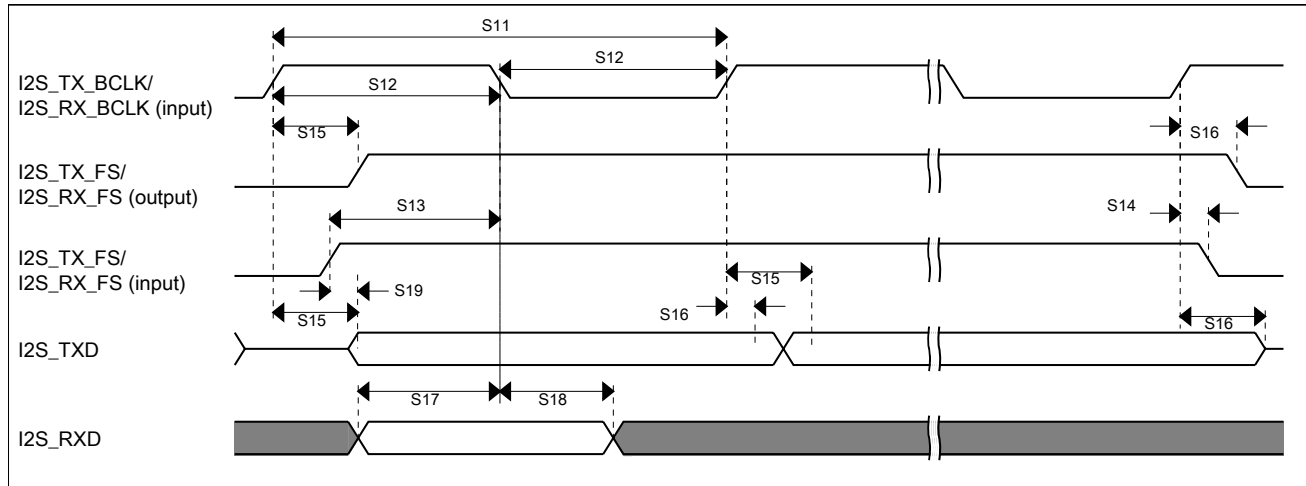 S11
I2S_TX_BCLK/
I2S_RX_BCLK (input)
S12
S12
S15
S16
I2S_TX_FS/
I2S_RX_FS (output)
S13
S14
I2S_TX_FS/
I2S_RX_FS (input)
S15
S19
S15
S16
S16
I2S_TXD
S17
S18
I2S_RXD